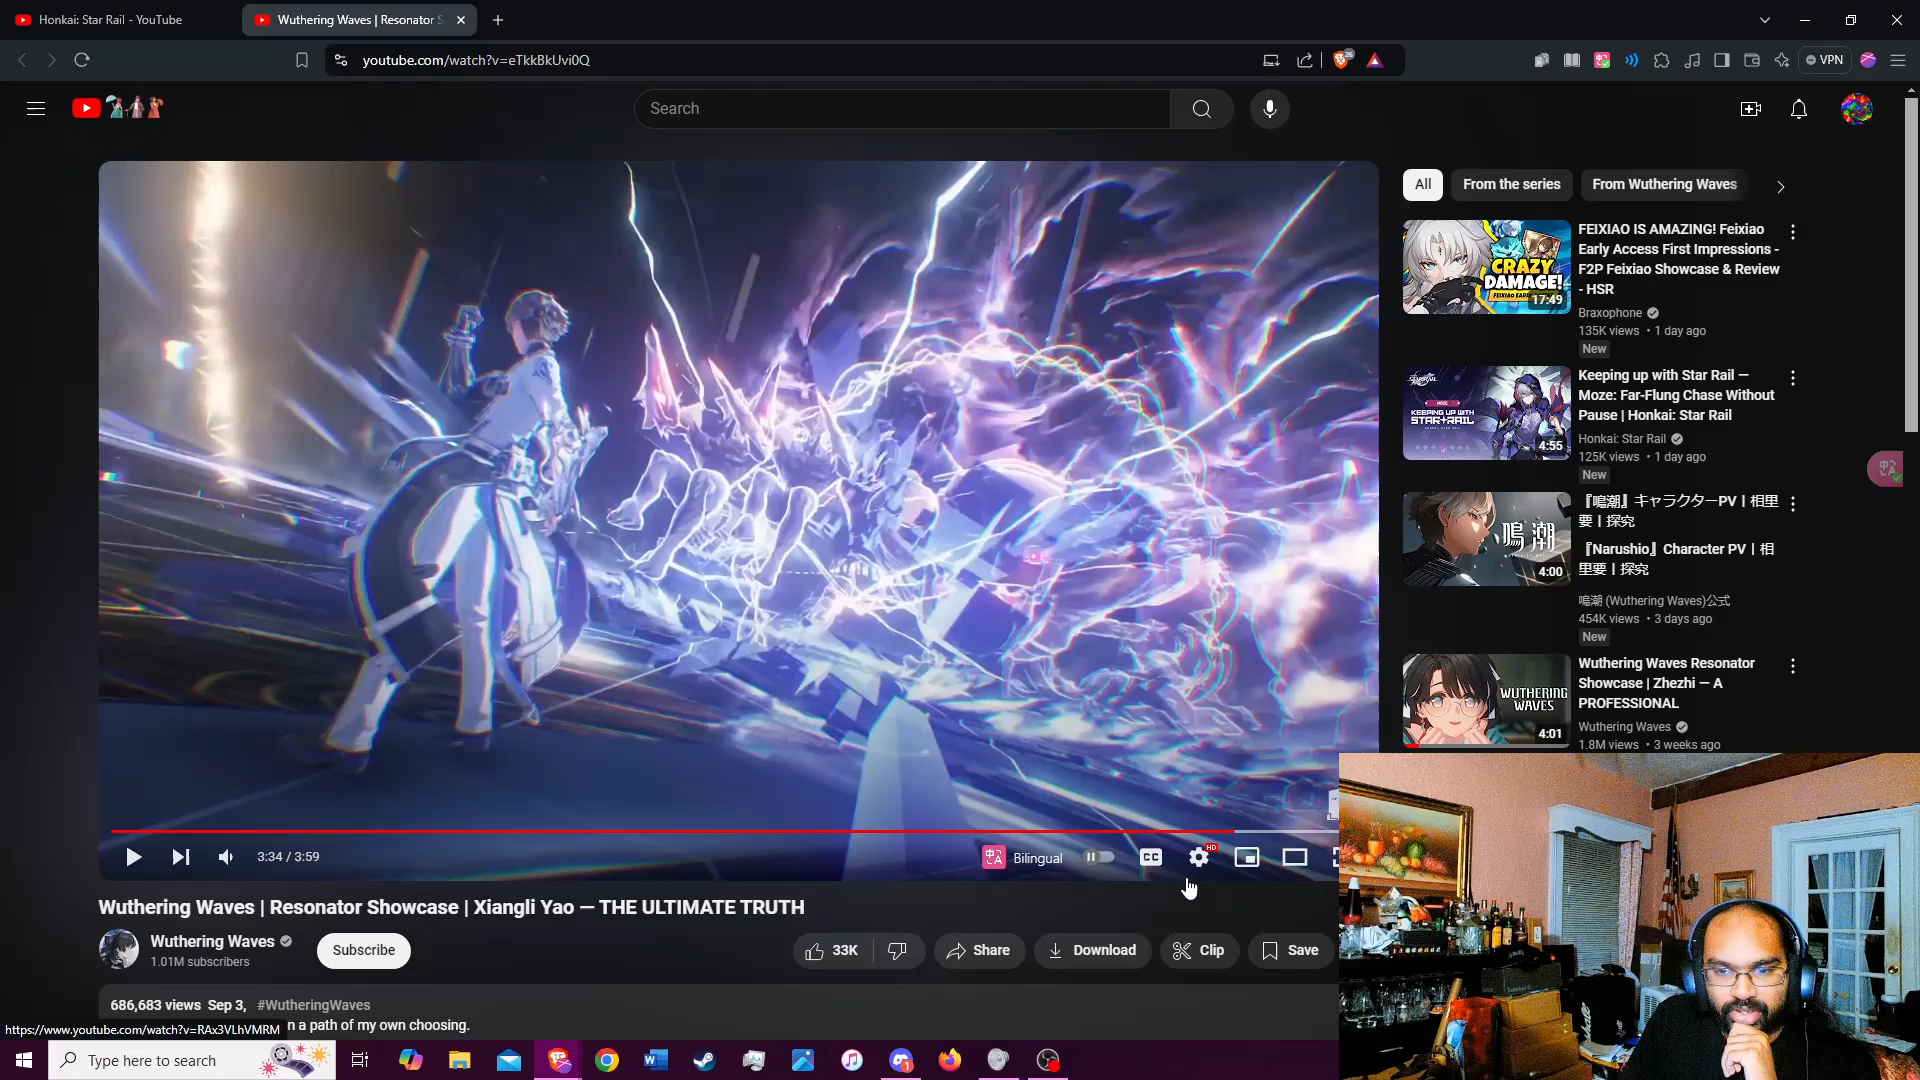 Honkai: Star Rail - YouTube
Wuthering Waves | Resonator S
youtube.com/watch?v=eTkkBkUvi0Q
26
VPN
Search
All
From the series
From Wuthering Waves
CRAZY
DAMAGE!
17:49
FEIXIAO IS AMAZING! Feixiao
Early Access First Impressions -
F2P Feixiao Showcase & Review
- HSR
Braxophone
135K views • 1 day ago
New
KEEPING UP WITH
STAR RAIL
4:55
Keeping up with Star Rail —
Moze: Far-Flung Chase Without
Pause | Honkai: Star Rail
Honkai: Star Rail
125K views • 1 day ago
New
鳴潮
4:00
『鳴潮』キャラクターPV | 相里
要 | 探究
『Narushio』Character PV | 相
里要 | 探究
鳴潮 (Wuthering Waves)公式
454K views • 3 days ago
New
WUTHERING
WAVES
4:01
Wuthering Waves Resonator
Showcase | Zhezhi — A
PROFESSIONAL
Wuthering Waves
1.8M views • 3 weeks ago
3:34 / 3:59
Bilingual
CC
HD
Wuthering Waves | Resonator Showcase | Xiangli Yao — THE ULTIMATE TRUTH
Wuthering Waves
1.01M subscribers
Subscribe
33K
Share
Download
Clip
Save
686,683 views Sep 3, #WutheringWaves
n a path of my own choosing.
https://www.youtube.com/watch?v=RAx3VLhVMRM
Type here to search